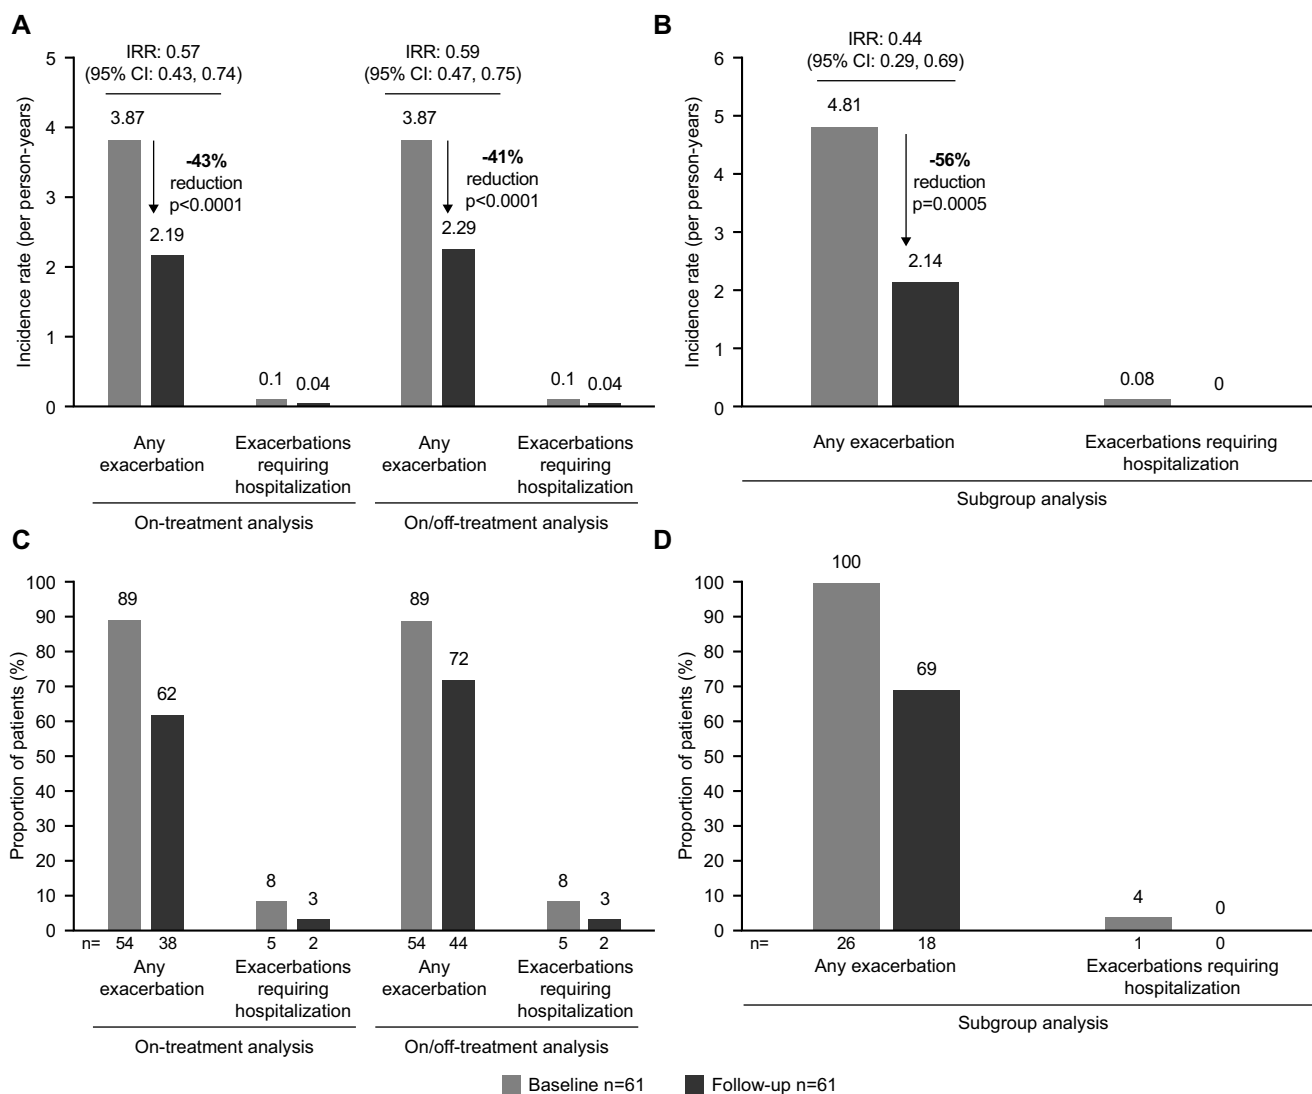 A
IRR: 0.57
(95% CI: 0.43, 0.74)
IRR: 0.59
(95% CI: 0.47, 0.75)
Incidence rate (per person-years)
5
4
3
2
1
0
3.87
-43%
reduction
p<0.0001
2.19
0.1
0.04
3.87
-41%
reduction
p<0.0001
2.29
0.1
0.04
Any
exacerbation
Exacerbations
requiring
hospitalization
Any
exacerbation
Exacerbations
requiring
hospitalization
On-treatment analysis
On/off-treatment analysis
B
IRR: 0.44
(95% CI: 0.29, 0.69)
Incidence rate (per person-years)
6
5
4
3
2
1
0
4.81
-56%
reduction
p=0.0005
2.14
0.08
0
Any exacerbation
Exacerbations requiring
hospitalization
Subgroup analysis
C
Proportion of patients (%)
100
90
80
70
60
50
40
30
20
10
0
89
62
8
3
89
72
8
3
n= 54 38 5 2 54 44 5 2
Any
exacerbation
Exacerbations
requiring
hospitalization
Any
exacerbation
Exacerbations
requiring
hospitalization
On-treatment analysis
On/off-treatment analysis
D
Proportion of patients (%)
100
90
80
70
60
50
40
30
20
10
0
100
69
4
0
n= 26 18 1 0
Any exacerbation
Exacerbations requiring
hospitalization
Subgroup analysis
Baseline n=61
Follow-up n=61